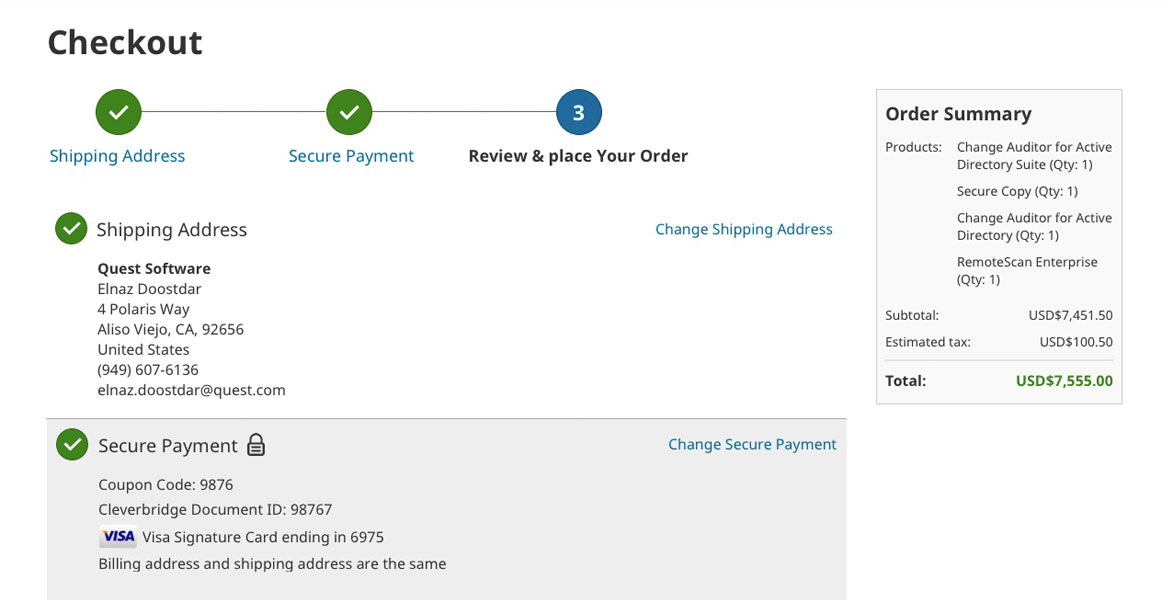 Checkout
3
Shipping Address
Secure Payment
Review & place Your Order
Shipping Address
Change Shipping Address
Quest Software
Elnaz Doostdar
4 Polaris Way
Aliso Viejo, CA, 92656
United States
(949) 607-6136
elnaz.doostdar@quest.com
Secure Payment
Change Secure Payment
Coupon Code: 9876
Cleverbridge Document ID: 98767
VISA Visa Signature Card ending in 6975
Billing address and shipping address are the same
Order Summary
Products: Change Auditor for Active
Directory Suite (Qty: 1)
Secure Copy (Qty: 1)
Change Auditor for Active
Directory (Qty: 1)
RemoteScan Enterprise
(Qty: 1)
Subtotal: USD$7,451.50
Estimated tax: USD$100.50
Total: USD$7,555.00